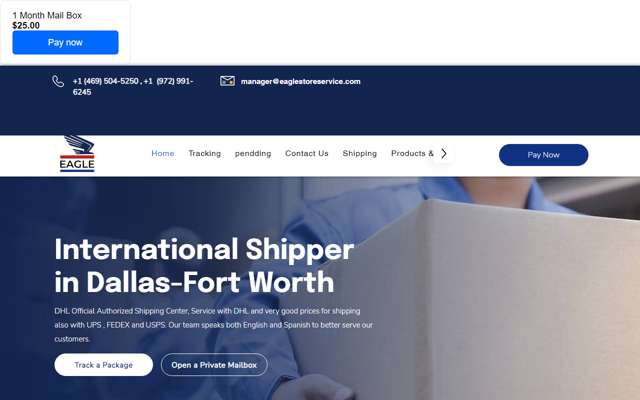 1 Month Mail Box
$25.00
Pay now
+1 (469) 504-5250 , +1 (972) 991-
6245
manager@eaglestoreservice.com
EAGLE
Home Tracking pendding Contact Us Shipping Products &
Pay Now
International Shipper
in Dallas-Fort Worth
DHL Official Authorized Shipping Center, Service with DHL and very good prices for shipping
also with UPS , FEDEX and USPS. Our team speaks both English and Spanish to better serve our
customers.
Track a Package Open a Private Mailbox